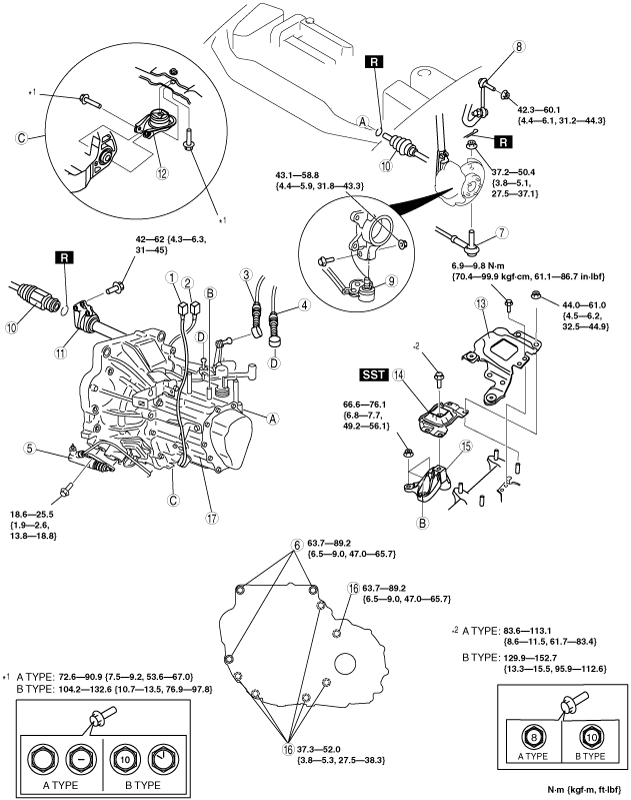 *1
C
12
*1
R
A
10
8
42.3—60.1
{4.4—6.1, 31.2—44.3}
R
37.2—50.4
{3.8—5.1,
27.5—37.1}
43.1—58.8
{4.4—5.9, 31.8—43.3}
9
7
6.9—9.8 N·m
{70.4—99.9 kgf·cm, 61.1—86.7 in·lbf}
13
44.0—61.0
{4.5—6.2,
32.5—44.9}
42—62 {4.3—6.3,
31—45}
R
10
11
1
2
B
3
4
D
D
A
5
C
17
18.6—25.5
{1.9—2.6,
13.8—18.8}
*2
SST
14
66.6—76.1
{6.8—7.7,
49.2—56.1}
15
B
6
63.7—89.2
{6.5—9.0, 47.0—65.7}
16
63.7—89.2
{6.5—9.0, 47.0—65.7}
16
37.3—52.0
{3.8—5.3, 27.5—38.3}
*1 A TYPE: 72.6—90.9 {7.5—9.2, 53.6—67.0}
B TYPE: 104.2—132.6 {10.7—13.5, 76.9—97.8}
10
A TYPE
B TYPE
*2 A TYPE: 83.6—113.1
{8.6—11.5, 61.7—83.4}
B TYPE: 129.9—152.7
{13.3—15.5, 95.9—112.6}
8
10
A TYPE
B TYPE
N·m {kgf·m, ft·lbf}